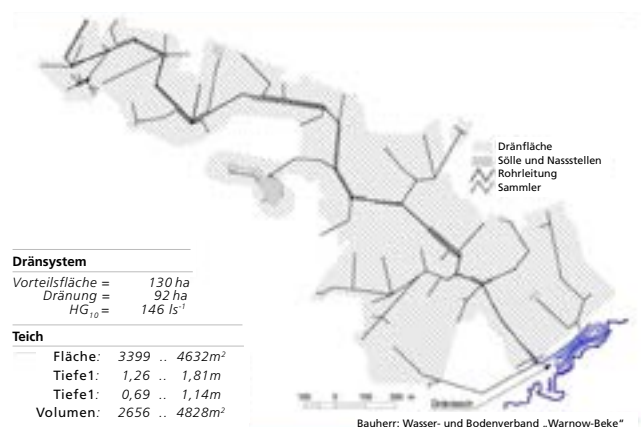 Dränfläche
Sölle und Nassstellen
Rohrleitung
Sammler
Dränsystem
Vorteilsfläche = 130 ha
Dränung = 92 ha
HG10 = 146 ls-1
Teich
Fläche: 3399 .. 4632m2
Tiefe1: 1,26 .. 1,81m
Tiefe1: 0,69 .. 1,14m
Volumen: 2656 .. 4828m2
Dränteich
Bauherr: Wasser- und Bodenverband „Warnow-Beke“